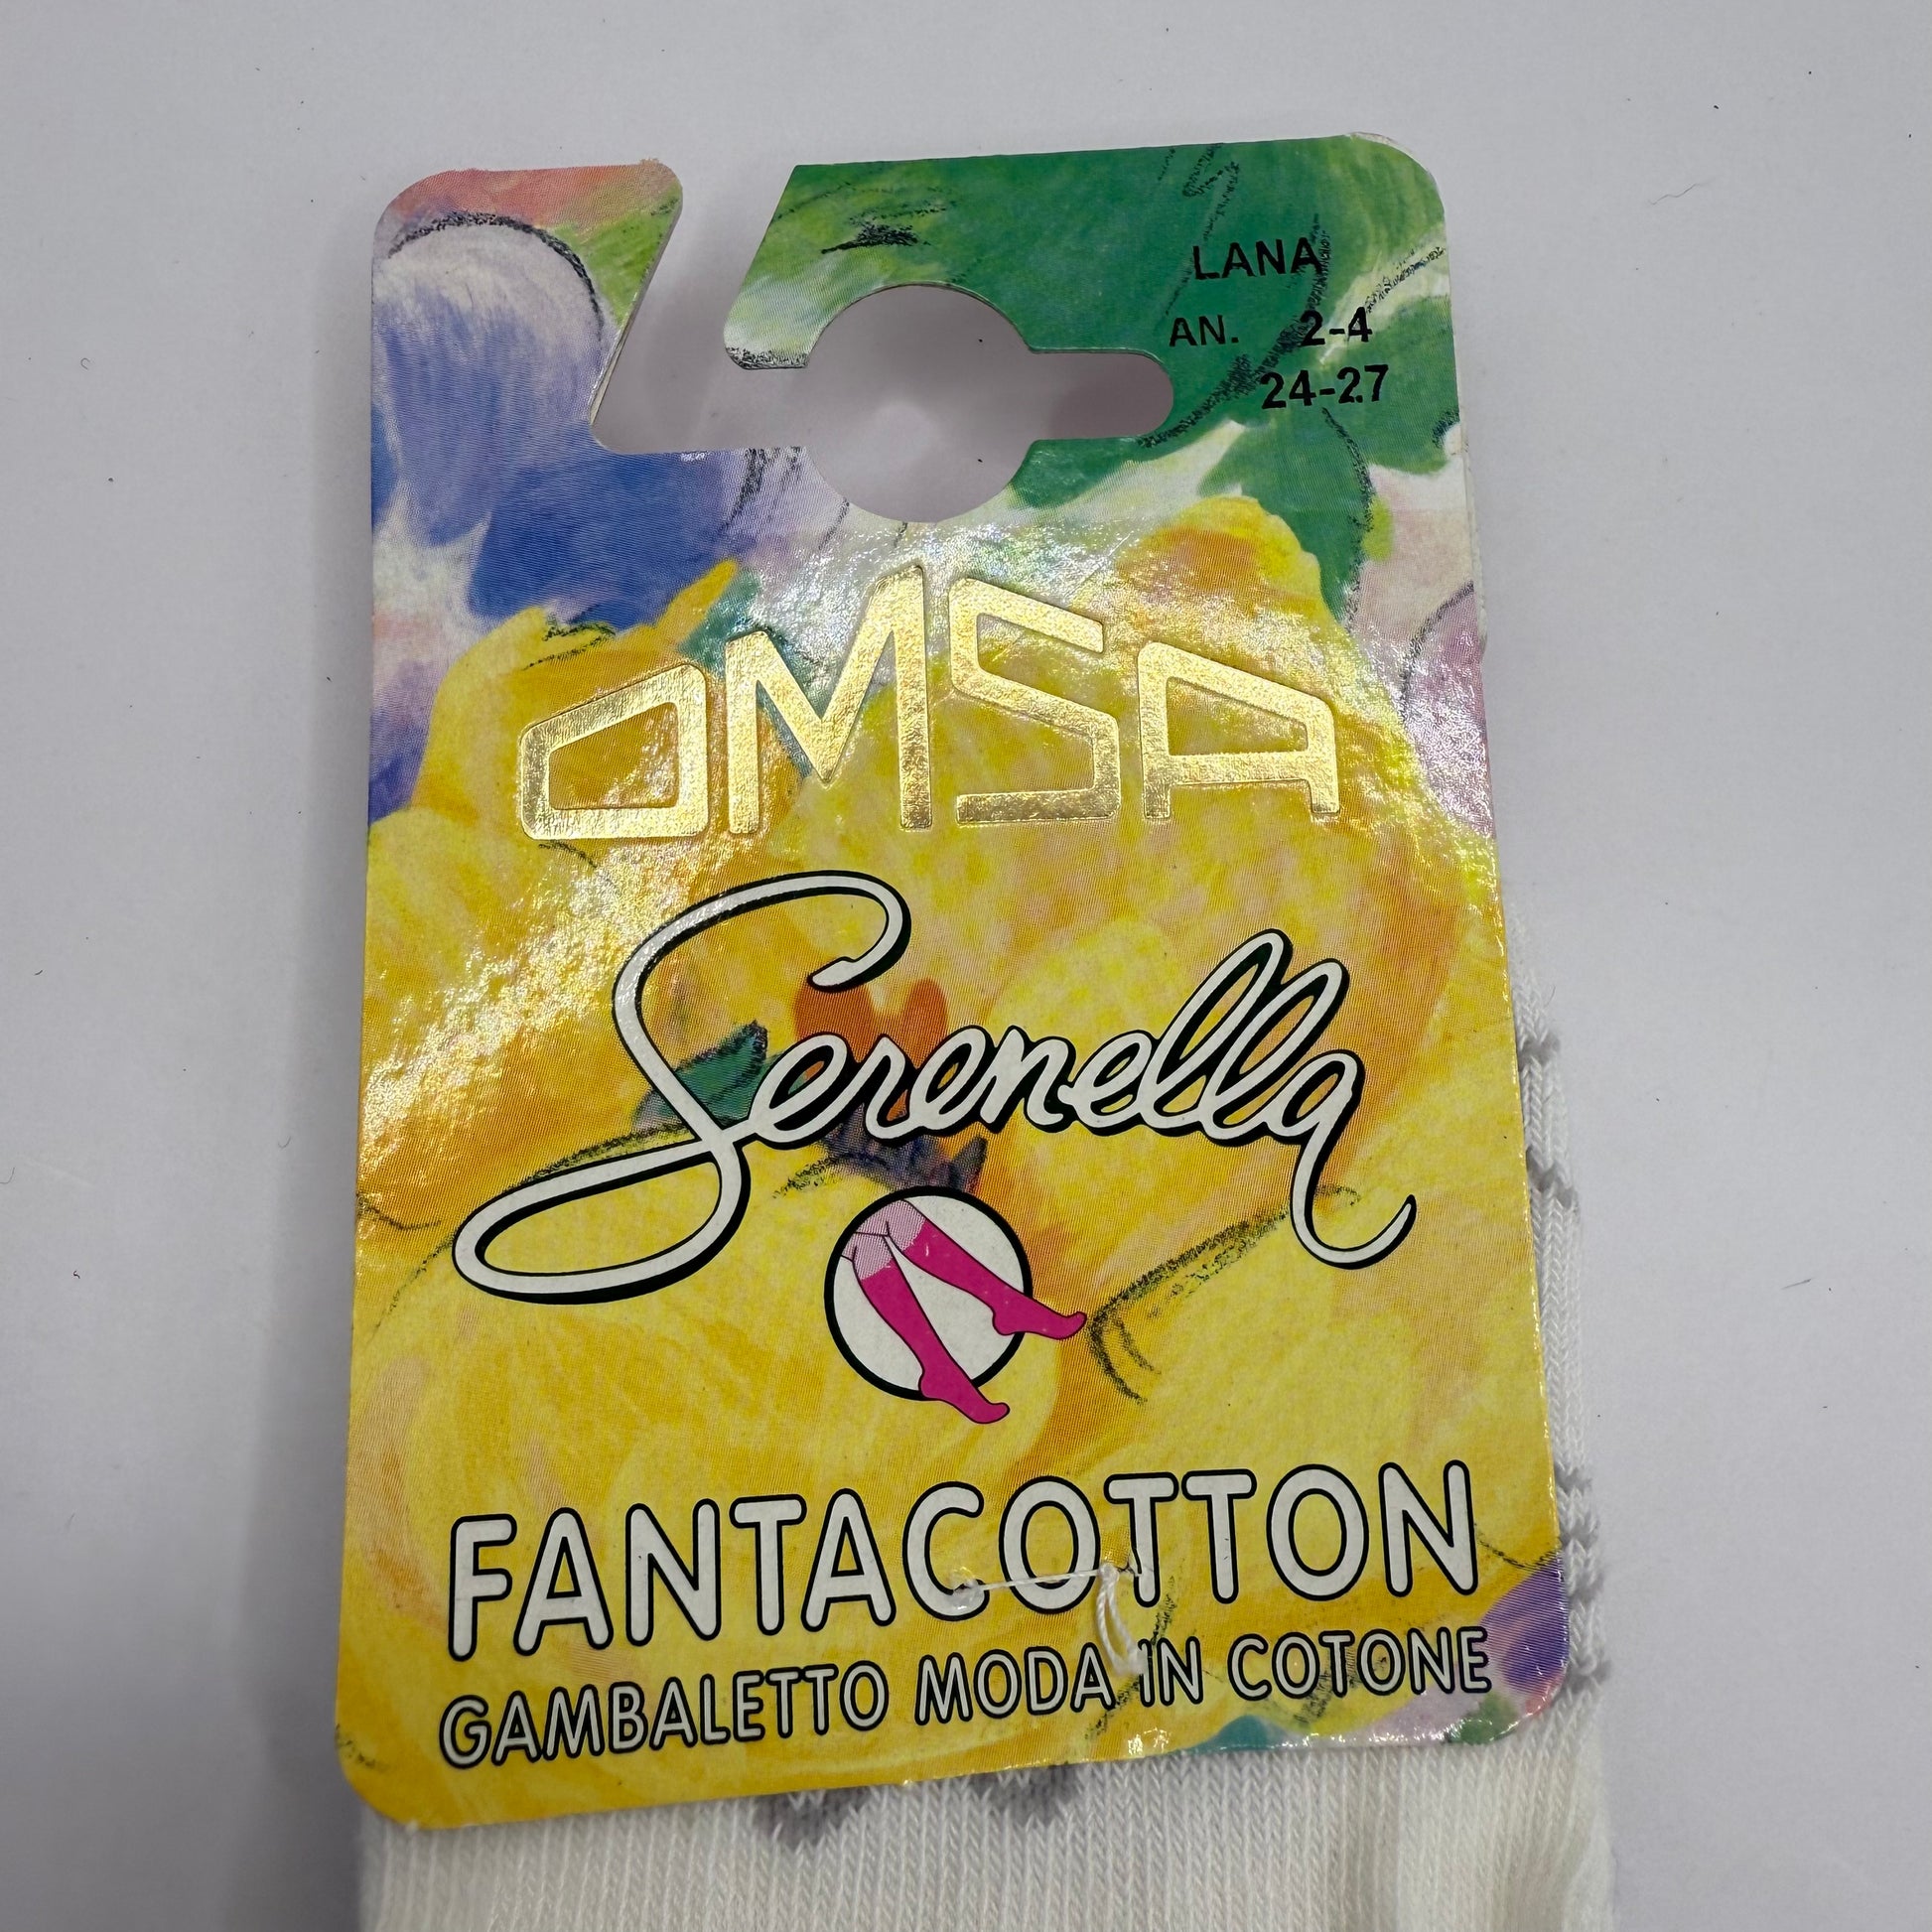 LANA
AN. 2-4
24-27
OMSA
Serenella
FANTACOTTON
GAMBALETTO MODA IN COTONE